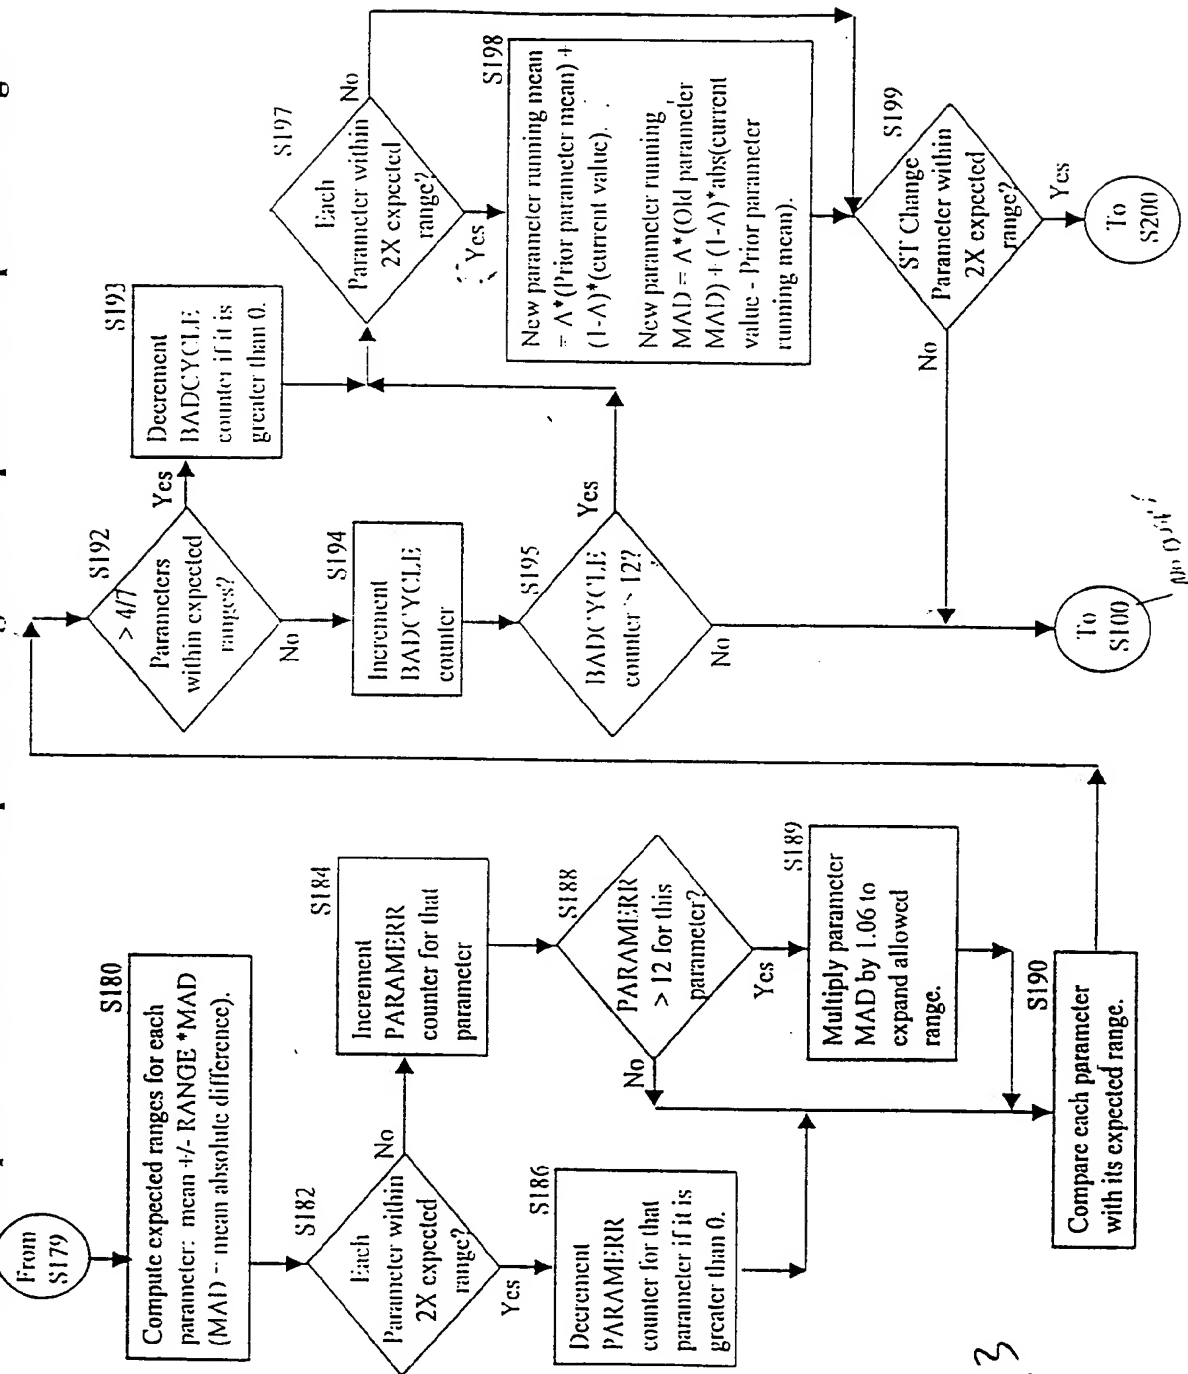 From
S179
S180
Compute expected ranges for each
parameter: mean +/- RANGE *MAD
(MAD = mean absolute difference).
S182
Each
Parameter within
2X expected
range?
No
Yes
S184
Increment
PARAMERR
counter for that
parameter
S186
Decrement
PARAMERR
counter for that
parameter if it is
greater than 0.
S188
PARAMERR
> 12 for this
parameter?
No
Yes
S189
Multiply parameter
MAD by 1.06 to
expand allowed
range.
S190
Compare each parameter
with its expected range.
S192
> 4/7
Parameters
within expected
ranges?
Yes
No
S193
Decrement
BADCYCLE
counter if it is
greater than 0.
S194
Increment
BADCYCLE
counter
S195
BADCYCLE
counter > 12?
Yes
No
S197
Each
Parameter within
2X expected
range?
No
Yes
S198
New parameter running mean
= A*(Prior parameter mean) +
(1-A)*(current value).
New parameter running
MAD = A*(Old parameter
MAD) + (1-A)*abs(current
value - Prior parameter
running mean).
S199
ST Change
Parameter within
2X expected
range?
No
Yes
To
S200
To
S100
3